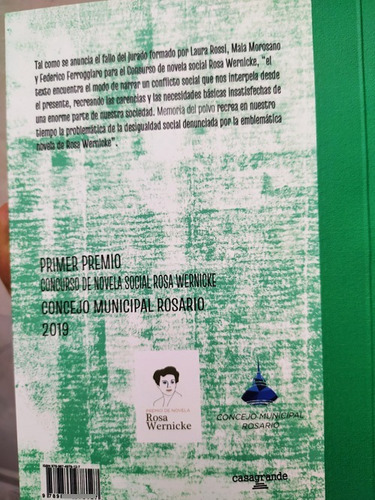 Tal como se anuncia el fallo del jurado formado por Laura Rossi, Maia Morosano
y Federico Ferroggiaro para el Concurso de novela social Rosa Wernicke, "el
texto encuentra el modo de narrar un conflicto social que nos interpela desde
el presente, recreando las carencias y las necesidades básicas insatisfechas de
una enorme parte de nuestra sociedad. Memoria del polvo recrea en nuestro
tiempo la problemática de la desigualdad social denunciada por la emblemática
novela de Rosa Wernicke".
PRIMER PREMIO
CONCURSO DE NOVELA SOCIAL ROSA WERNICKE
CONCEJO MUNICIPAL ROSARIO
2019
PREMIO DE NOVELA
Rosa
Wernicke
CONCEJO MUNICIPAL
ROSARIO
casagrande